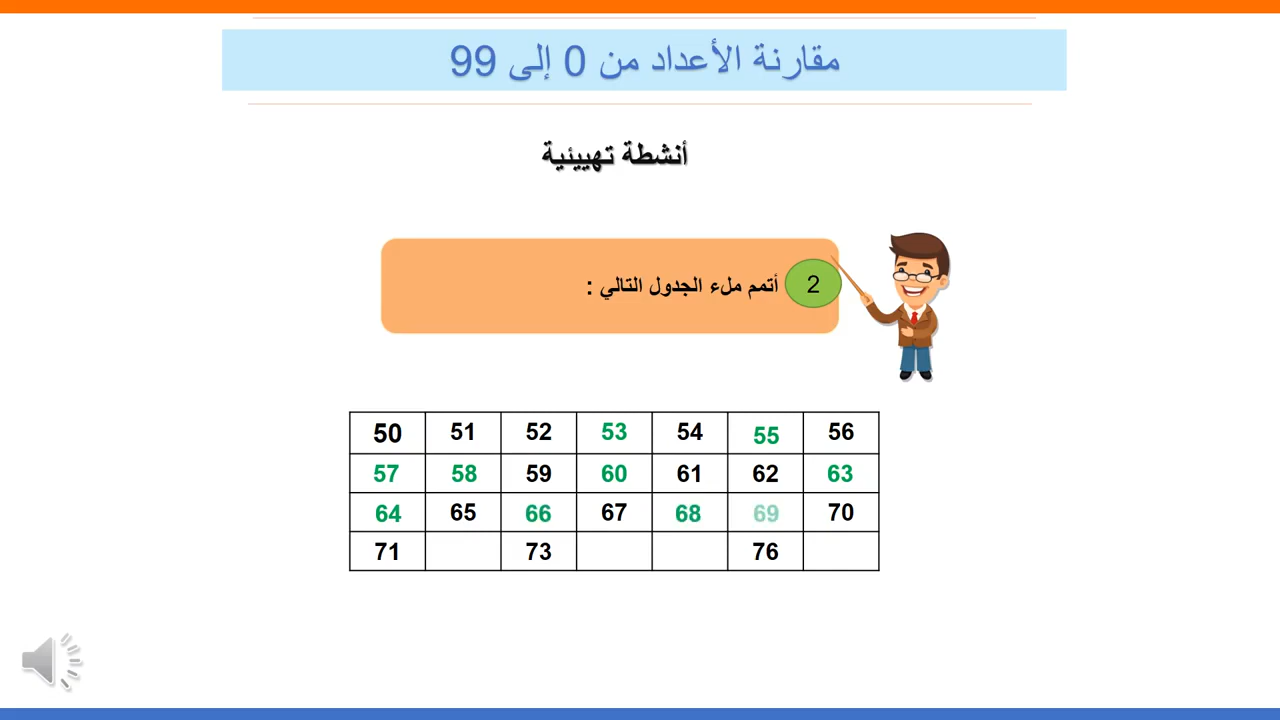 مقارنة الأعداد من 0 إلى 99
أنشطة تهييئية
2 أتمم ملء الجدول التالي :
50 51 52 53 54 55 56
57 58 59 60 61 62 63
64 65 66 67 68 69 70
71 73 76